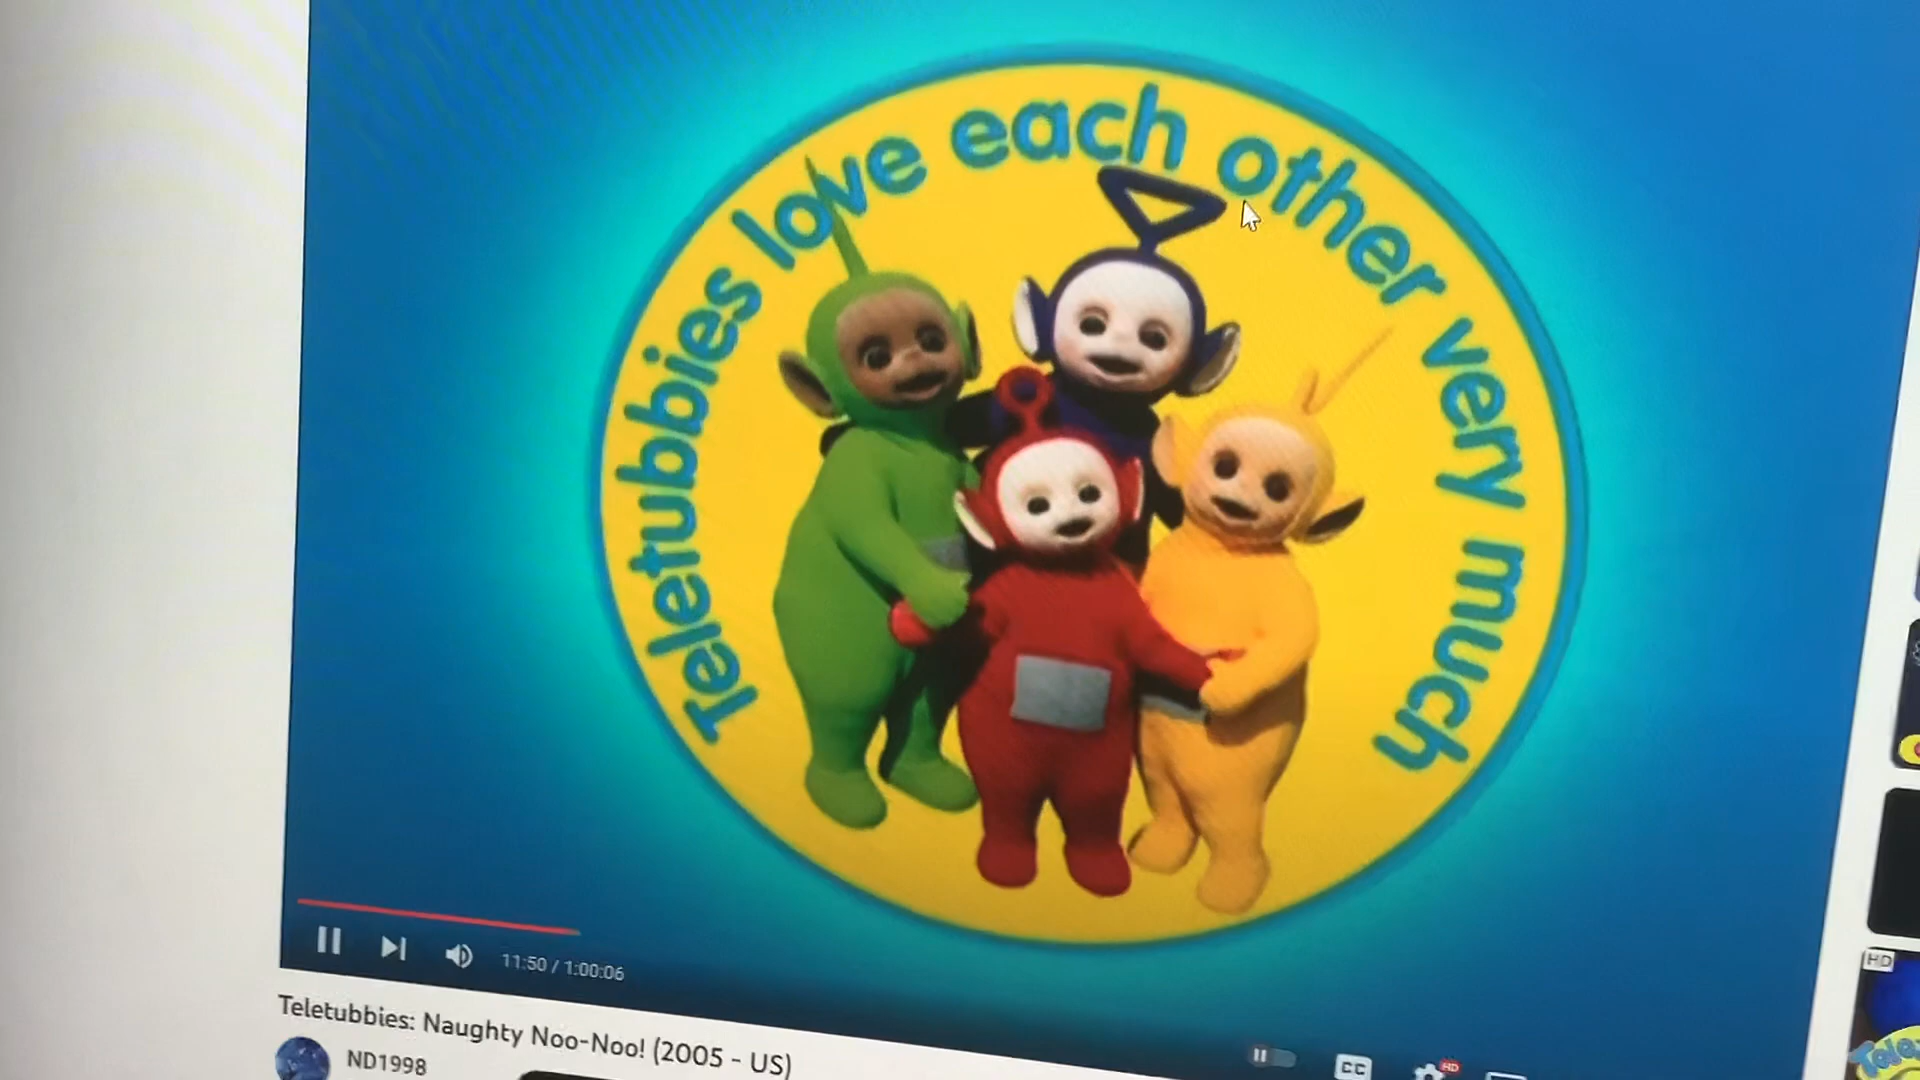 Teletubbies love each other very much
11:50 / 1:00:06
Teletubbies: Naughty Noo-Noo! (2005 - US)
ND1998
CC
HD
HD